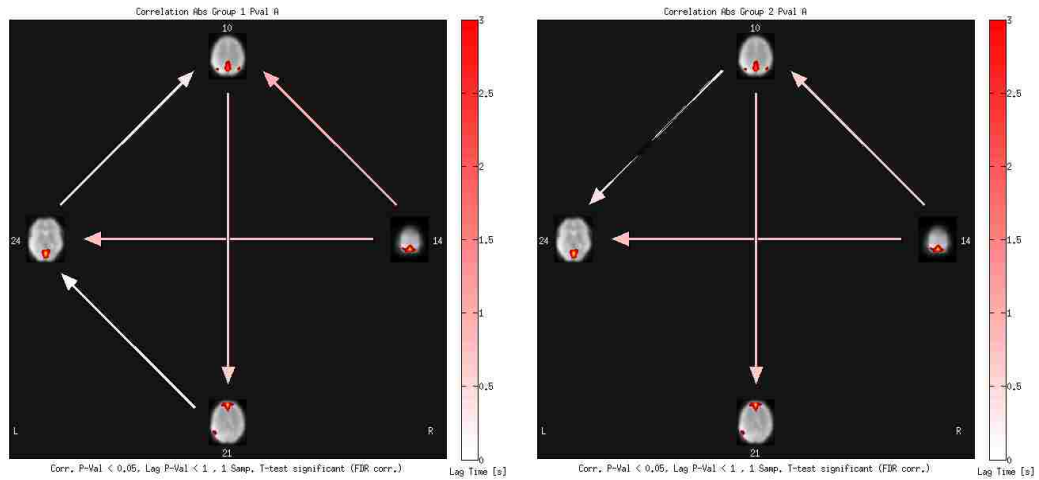 Correlation Abs Group 1 Pval A
10
24
14
21
L
R
Corr. P-Val < 0.05, Lag P-Val < 1 , 1 Samp. T-test significant (FDR corr.)
3
2.5
2
1.5
1
0.5
0
Lag Time [s]
Correlation Abs Group 2 Pval A
10
24
14
21
L
R
Corr. P-Val < 0.05, Lag P-Val < 1 , 1 Samp. T-test significant (FDR corr.)
3
2.5
2
1.5
1
0.5
0
Lag Time [s]